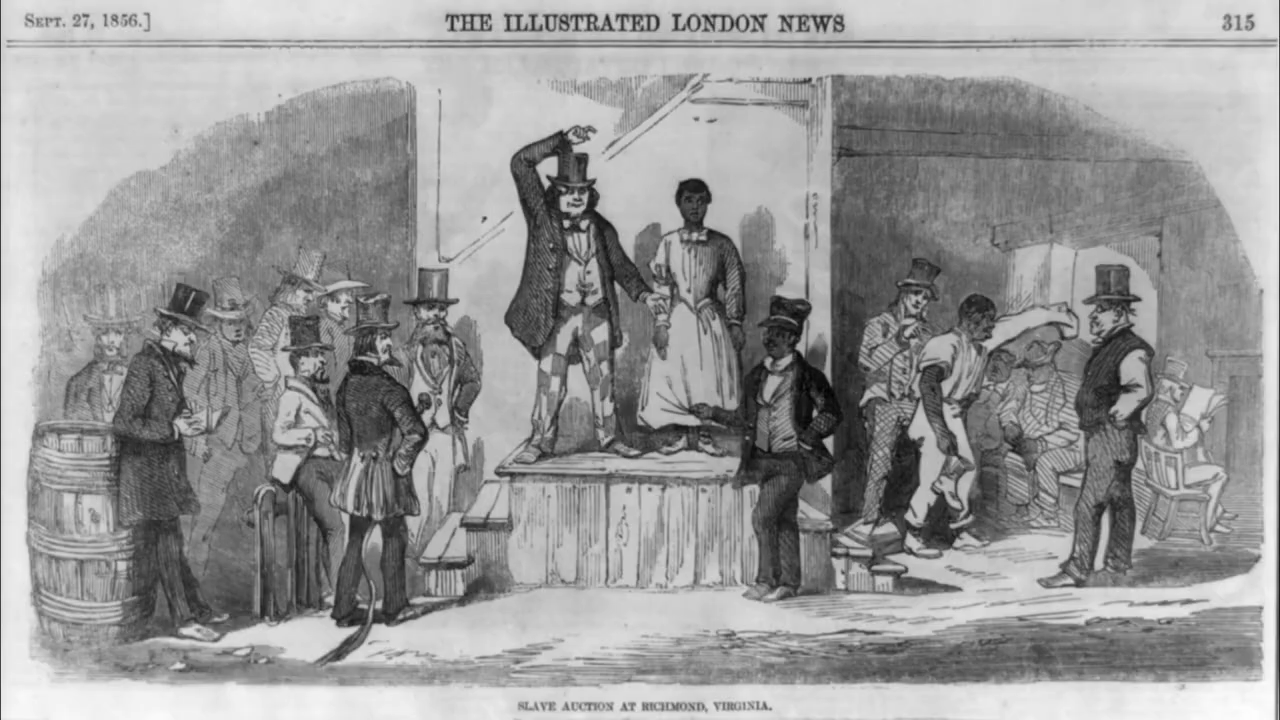 SEPT. 27, 1856.] THE ILLUSTRATED LONDON NEWS 315
SLAVE AUCTION AT RICHMOND, VIRGINIA.